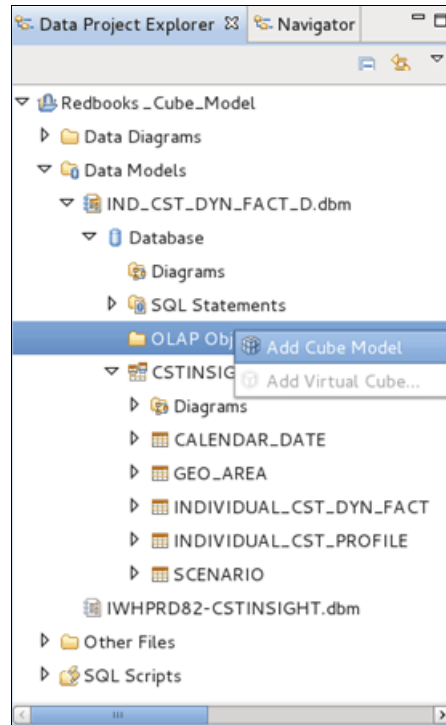 Data Project Explorer
Navigator
Redbooks_Cube_Model
Data Diagrams
Data Models
IND_CST_DYN_FACT_D.dbm
Database
Diagrams
SQL Statements
OLAP Obj
Add Cube Model
Add Virtual Cube...
CSTINSIG
Diagrams
CALENDAR_DATE
GEO_AREA
INDIVIDUAL_CST_DYN_FACT
INDIVIDUAL_CST_PROFILE
SCENARIO
IWHPRD82-CSTINSIGHT.dbm
Other Files
SQL Scripts